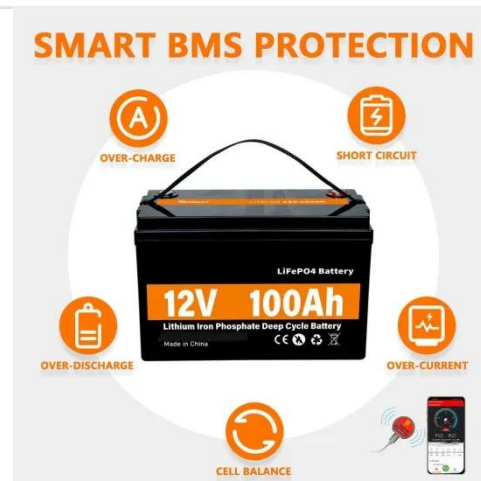 SMART BMS PROTECTION
OVER-CHARGE
SHORT CIRCUIT
LiFePO4 Battery
12V 100Ah
Lithium Iron Phosphate Deep Cycle Battery
Made in China
CE
OVER-DISCHARGE
OVER-CURRENT
CELL BALANCE